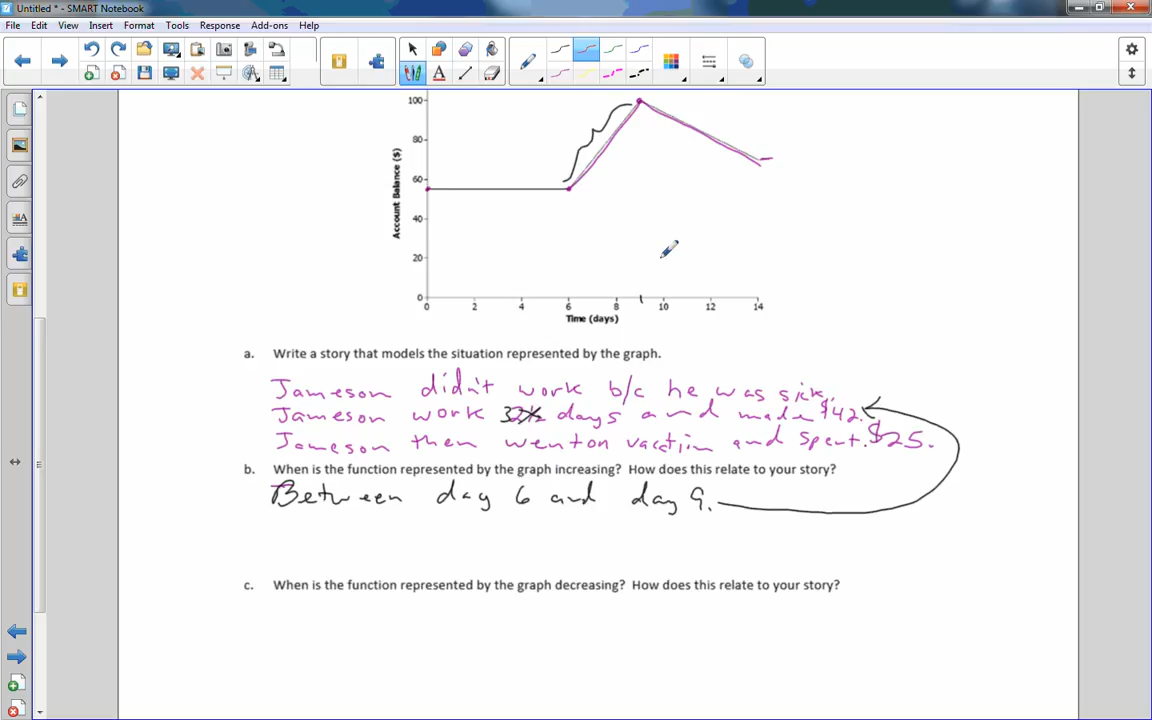 Untitled * - SMART Notebook
File Edit View Insert Format Tools Response Add-ons Help
100
80
60
40
20
0
Account Balance ($)
0 2 4 6 8 10 12 14
Time (days)
a. Write a story that models the situation represented by the graph.
Jameson didn't work b/c he was sick.
Jameson work 3 days and made $42.
Jameson then went on vacation and spent $25.
b. When is the function represented by the graph increasing? How does this relate to your story?
Between day 6 and day 9.
c. When is the function represented by the graph decreasing? How does this relate to your story?